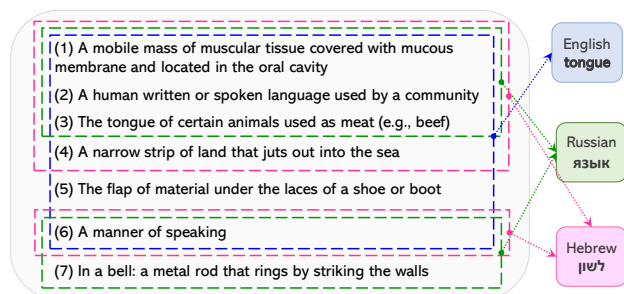 (1) A mobile mass of muscular tissue covered with mucous
membrane and located in the oral cavity
(2) A human written or spoken language used by a community
(3) The tongue of certain animals used as meat (e.g., beef)
(4) A narrow strip of land that juts out into the sea
(5) The flap of material under the laces of a shoe or boot
(6) A manner of speaking
(7) In a bell: a metal rod that rings by striking the walls
English
tongue
Russian
язык
Hebrew
לשון